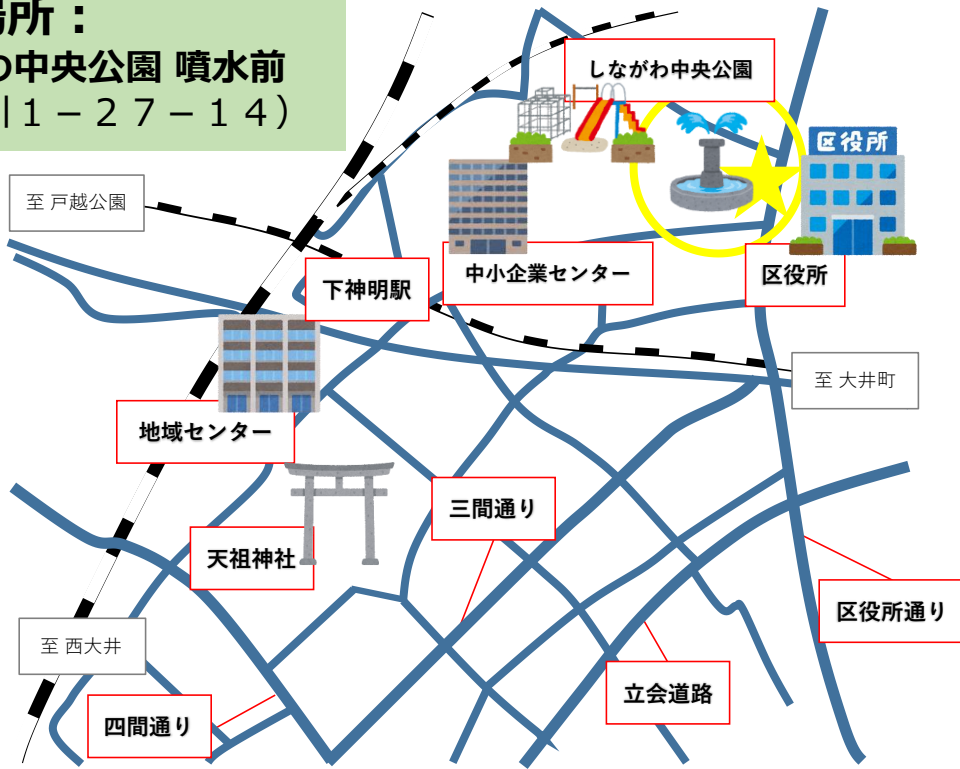 場所：
の中央公園 噴水前
１－２７－１４）
しながわ中央公園
区役所
至 戸越公園
下神明駅
中小企業センター
区役所
至 大井町
地域センター
三間通り
天祖神社
区役所通り
至 西大井
立会道路
四間通り